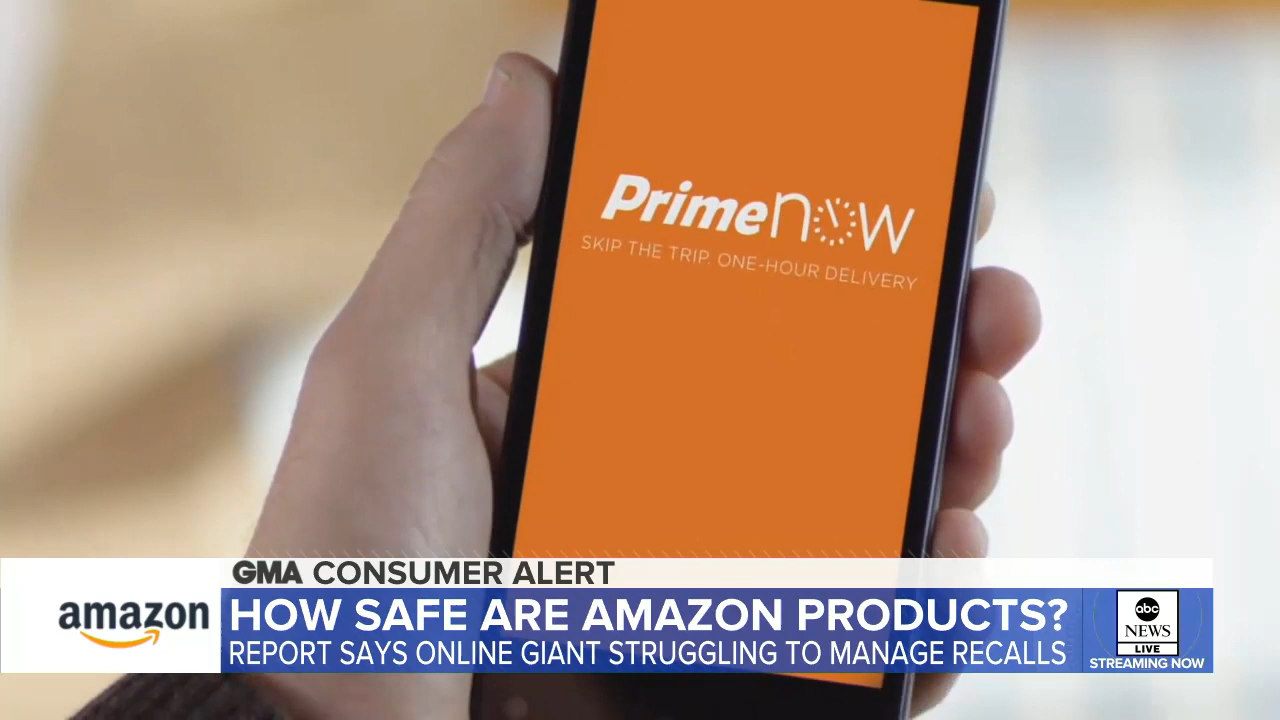 Prime now
SKIP THE TRIP. ONE-HOUR DELIVERY
GMA CONSUMER ALERT
amazon
HOW SAFE ARE AMAZON PRODUCTS?
REPORT SAYS ONLINE GIANT STRUGGLING TO MANAGE RECALLS
abc
NEWS
LIVE
STREAMING NOW